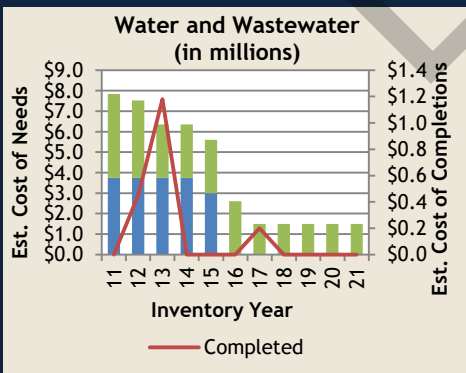 Water and Wastewater
(in millions)
Est. Cost of Needs
$9.0
$8.0
$7.0
$6.0
$5.0
$4.0
$3.0
$2.0
$1.0
$0.0
$1.4
$1.2
$1.0
$0.8
$0.6
$0.4
$0.2
$0.0
Est. Cost of Completions
11 12 13 14 15 16 17 18 19 20 21
Inventory Year
Completed